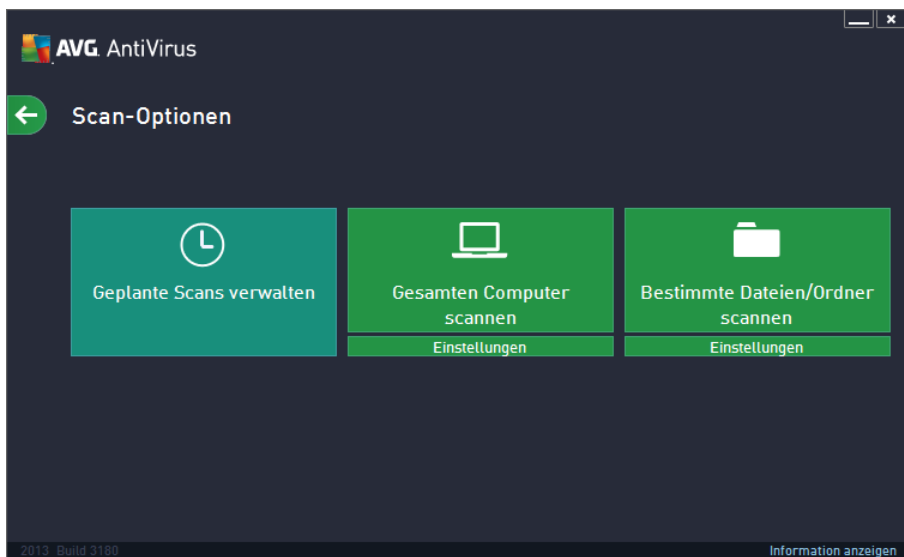 AVG. AntiVirus
Scan-Optionen
Geplante Scans verwalten
Gesamten Computer
scannen
Einstellungen
Bestimmte Dateien/Ordner
scannen
Einstellungen
2013 Build 3180
Information anzeigen